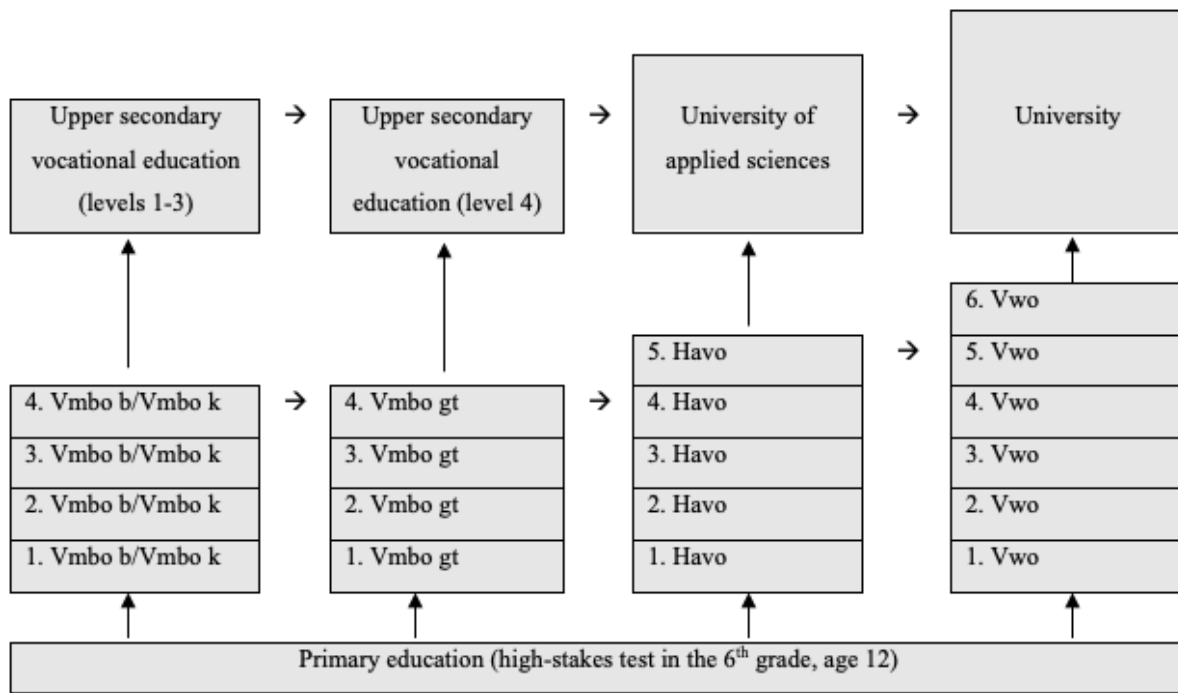 Upper secondary
vocational education
(levels 1-3)
→
Upper secondary
vocational
education (level 4)
→
University of
applied sciences
→
University
4. Vmbo b/Vmbo k
3. Vmbo b/Vmbo k
2. Vmbo b/Vmbo k
1. Vmbo b/Vmbo k
→
4. Vmbo gt
3. Vmbo gt
2. Vmbo gt
1. Vmbo gt
→
5. Havo
4. Havo
3. Havo
2. Havo
1. Havo
→
6. Vwo
5. Vwo
4. Vwo
3. Vwo
2. Vwo
1. Vwo
Primary education (high-stakes test in the 6th grade, age 12)